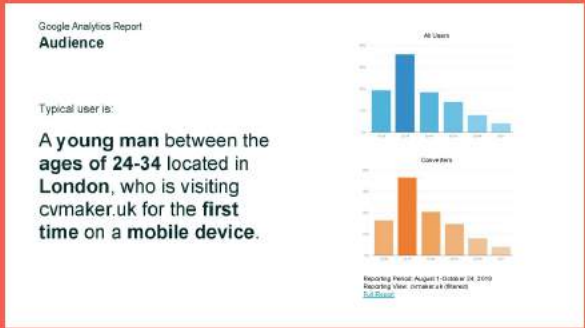 Google Analytics Report
Audience
Typical user is:
A young man between the
ages of 24-34 located in
London, who is visiting
cvmaker.uk for the first
time on a mobile device.
All Users
Converters
Reporting Period: August 1-October 24, 2019
Reporting View: cvmaker.uk (filtered)
Full Report